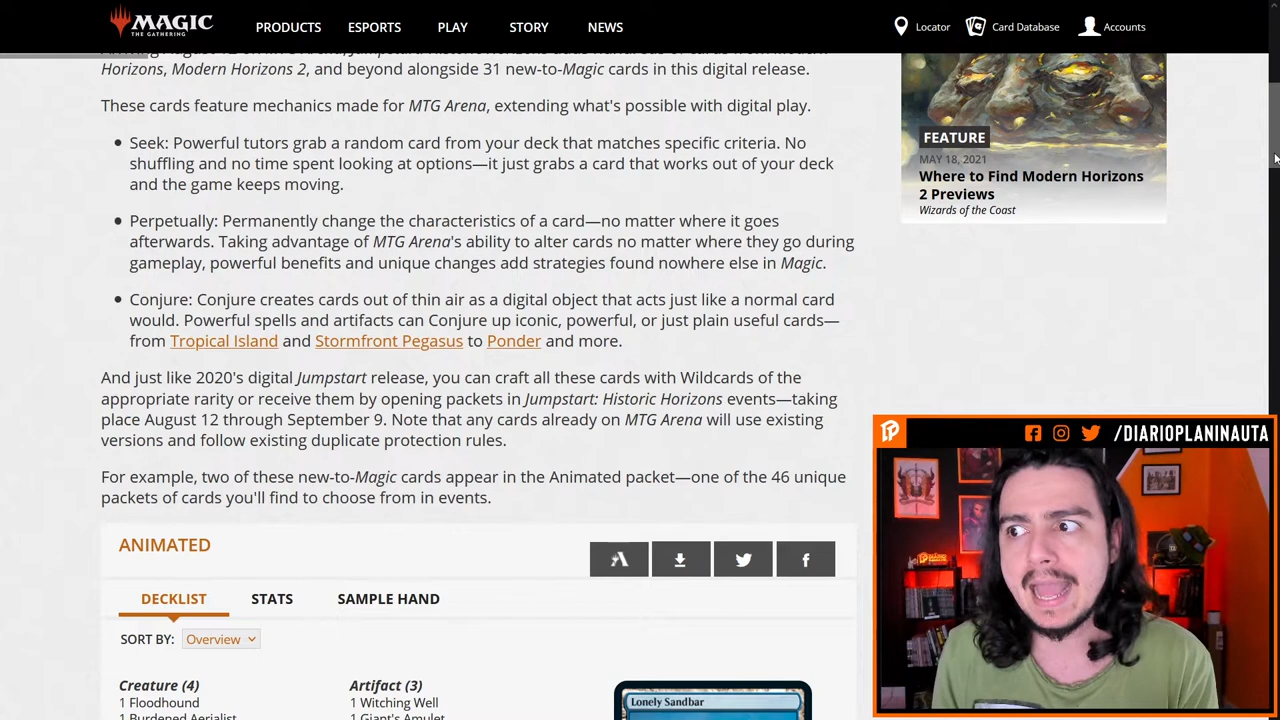 MAGIC
THE GATHERING
PRODUCTS
ESPORTS
PLAY
STORY
NEWS
Locator
Card Database
Accounts
Horizons, Modern Horizons 2, and beyond alongside 31 new-to-Magic cards in this digital release.
These cards feature mechanics made for MTG Arena, extending what's possible with digital play.
• Seek: Powerful tutors grab a random card from your deck that matches specific criteria. No
shuffling and no time spent looking at options—it just grabs a card that works out of your deck
and the game keeps moving.
• Perpetually: Permanently change the characteristics of a card—no matter where it goes
afterwards. Taking advantage of MTG Arena's ability to alter cards no matter where they go during
gameplay, powerful benefits and unique changes add strategies found nowhere else in Magic.
• Conjure: Conjure creates cards out of thin air as a digital object that acts just like a normal card
would. Powerful spells and artifacts can Conjure up iconic, powerful, or just plain useful cards—
from Tropical Island and Stormfront Pegasus to Ponder and more.
And just like 2020's digital Jumpstart release, you can craft all these cards with Wildcards of the
appropriate rarity or receive them by opening packets in Jumpstart: Historic Horizons events—taking
place August 12 through September 9. Note that any cards already on MTG Arena will use existing
versions and follow existing duplicate protection rules.
For example, two of these new-to-Magic cards appear in the Animated packet—one of the 46 unique
packets of cards you'll find to choose from in events.
ANIMATED
DECKLIST
STATS
SAMPLE HAND
SORT BY: Overview
Creature (4)
1 Floodhound
1 Burdened Aerialist
Artifact (3)
1 Witching Well
1 Giant's Amulet
Lonely Sandbar
FEATURE
MAY 18, 2021
Where to Find Modern Horizons
2 Previews
Wizards of the Coast
/DIARIOPLANINAUTA